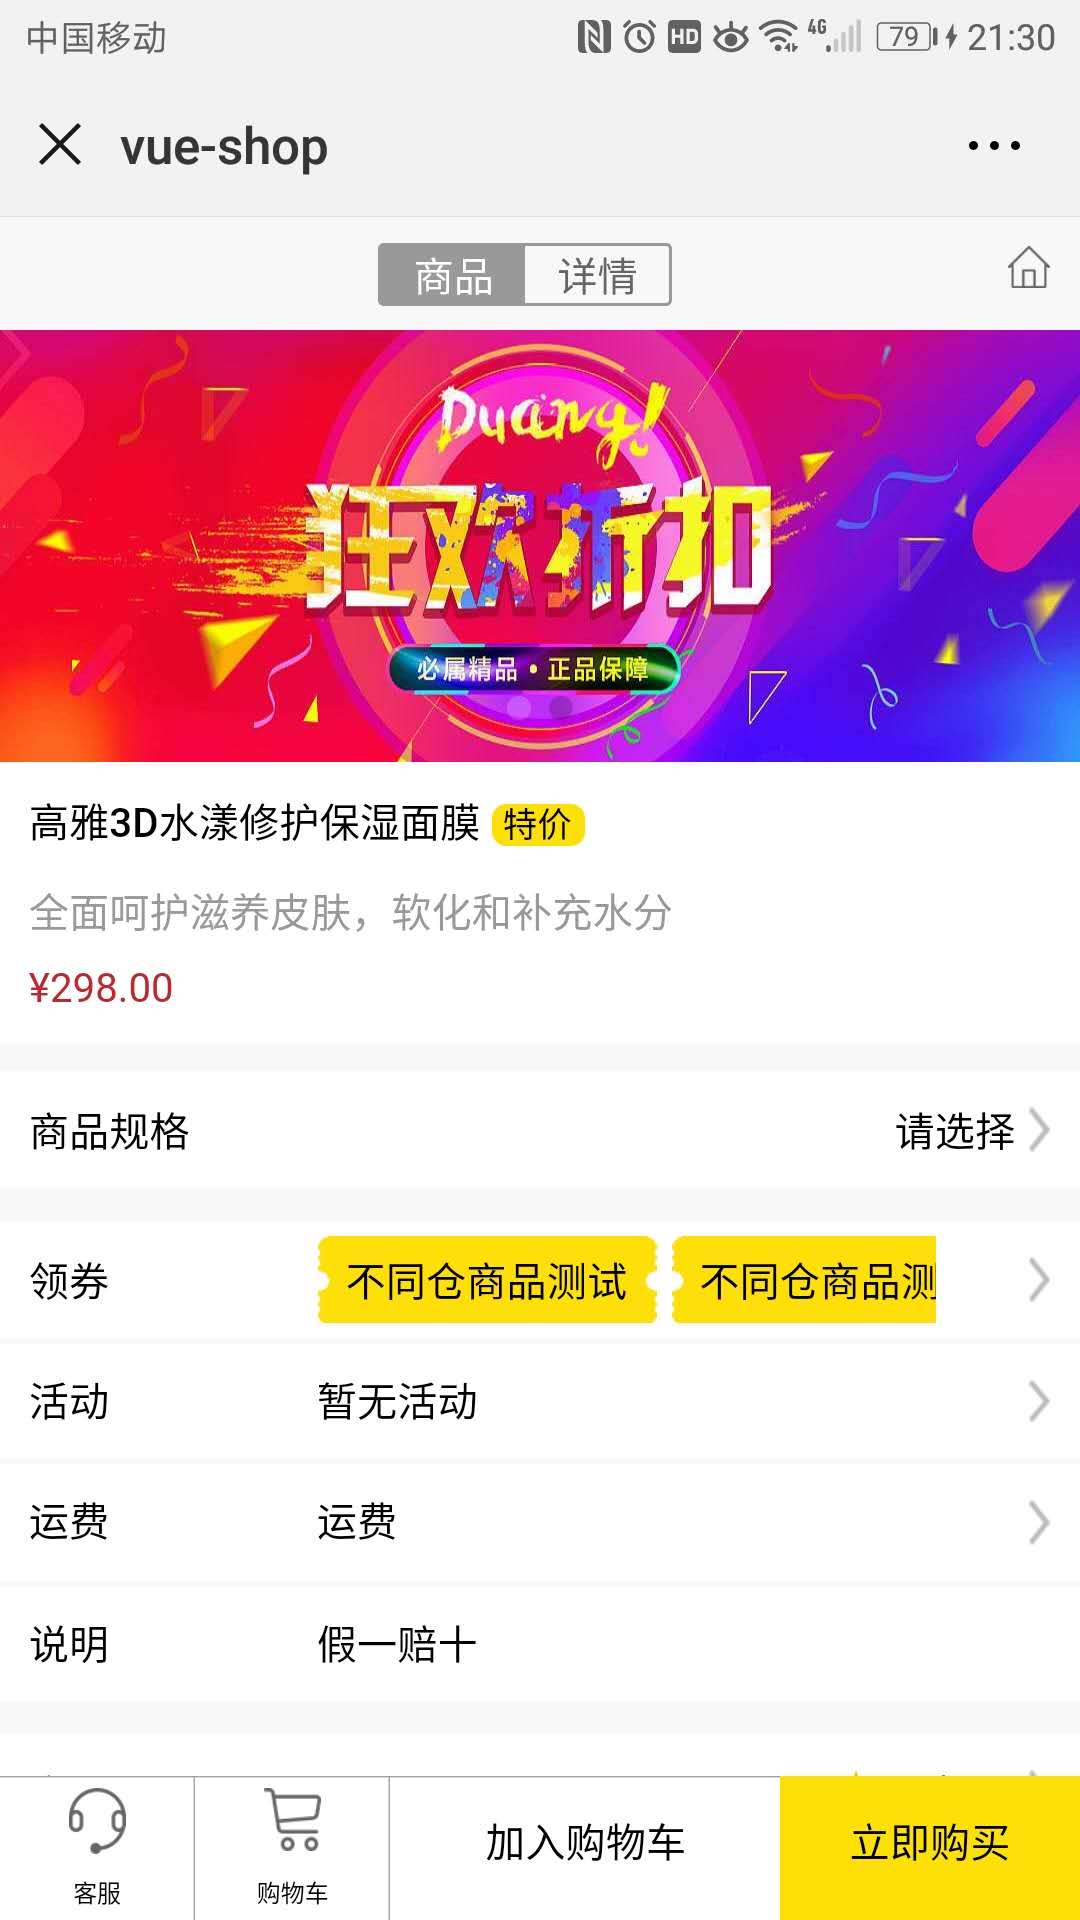 中国移动
HD 4G 79 21:30
vue-shop
商品 详情
Duang!
狂欢折扣
必属精品·正品保障
高雅3D水漾修护保湿面膜 特价
全面呵护滋养皮肤，软化和补充水分
¥298.00
商品规格 请选择
领券 不同仓商品测试 不同仓商品测
活动 暂无活动
运费 运费
说明 假一赔十
客服 购物车 加入购物车 立即购买